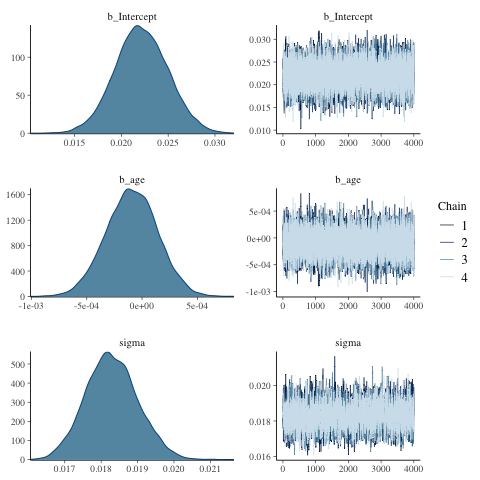 b_Intercept
100
50
0
0.015 0.020 0.025 0.030
b_Intercept
0.030
0.025
0.020
0.015
0.010
0 1000 2000 3000 4000
b_age
1600
1200
800
400
0
-1e-03 -5e-04 0e+00 5e-04
b_age
5e-04
0e+00
-5e-04
-1e-03
0 1000 2000 3000 4000
sigma
500
400
300
200
100
0
0.017 0.018 0.019 0.020 0.021
sigma
0.020
0.018
0.016
0 1000 2000 3000 4000
Chain
1
2
3
4